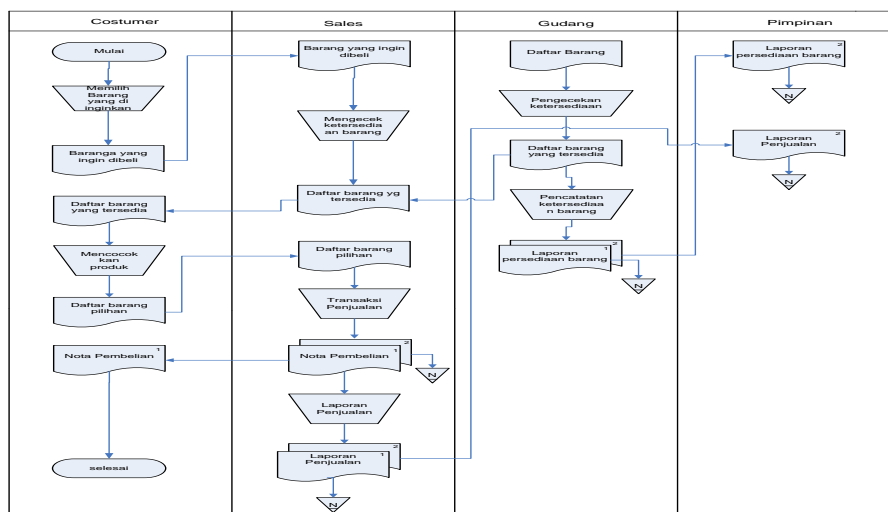 Costumer
Sales
Gudang
Pimpinan
Mulai
Memilih
Barang
yang di
inginkan
Baranga yang
ingin dibeli
Daftar barang
yang tersedia
Mencocok
kan
produk
Daftar barang
pilihan
Nota Pembelian
1
selesai
Barang yang ingin
dibeli
Mengecek
ketersedia
an barang
Daftar barang yg
tersedia
Daftar barang
pilihan
Transaksi
Penjualan
2
Nota Pembelian
1
N
Laporan
Penjualan
2
Laporan
Penjualan
1
N
Daftar Barang
Pengecekan
ketersediaan
Daftar barang
yang tersedia
Pencatatan
ketersediaa
n barang
2
Laporan
persediaan barang
1
N
Laporan
persediaan barang
2
N
Laporan
Penjualan
2
N